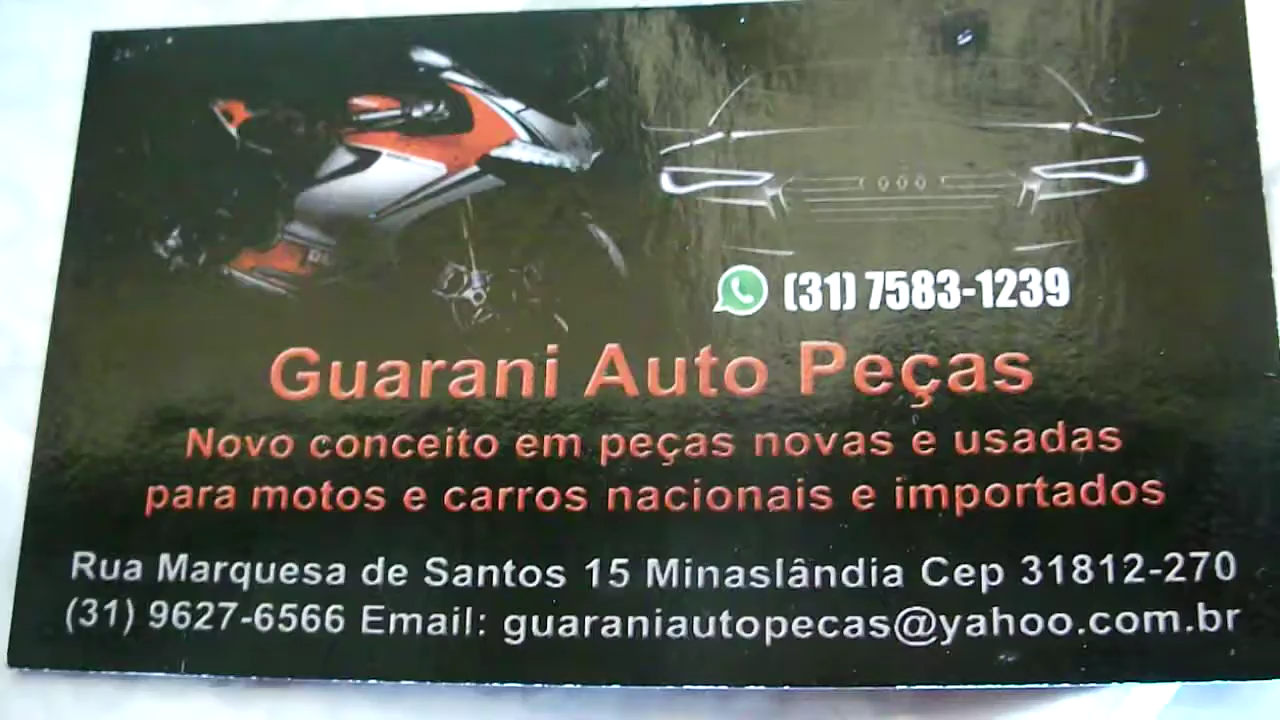 (31) 7583-1239
Guarani Auto Peças
Novo conceito em peças novas e usadas
para motos e carros nacionais e importados
Rua Marquesa de Santos 15 Minaslândia Cep 31812-270
(31) 9627-6566 Email: guaraniautopecas@yahoo.com.br